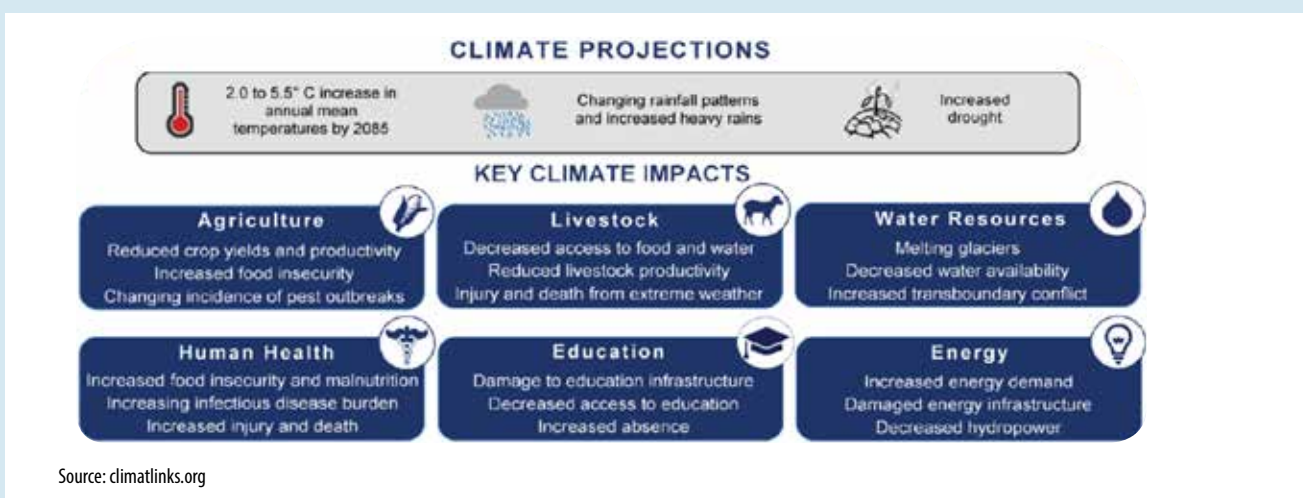 CLIMATE PROJECTIONS
2.0 to 5.5° C increase in
annual mean
temperatures by 2085
Changing rainfall patterns
and increased heavy rains
Increased
drought
KEY CLIMATE IMPACTS
Agriculture
Reduced crop yields and productivity
Increased food insecurity
Changing incidence of pest outbreaks
Livestock
Decreased access to food and water
Reduced livestock productivity
Injury and death from extreme weather
Water Resources
Melting glaciers
Decreased water availability
Increased transboundary conflict
Human Health
Increased food insecurity and malnutrition
Increasing infectious disease burden
Increased injury and death
Education
Damage to education infrastructure
Decreased access to education
Increased absence
Energy
Increased energy demand
Damaged energy infrastructure
Decreased hydropower
Source: climatlinks.org